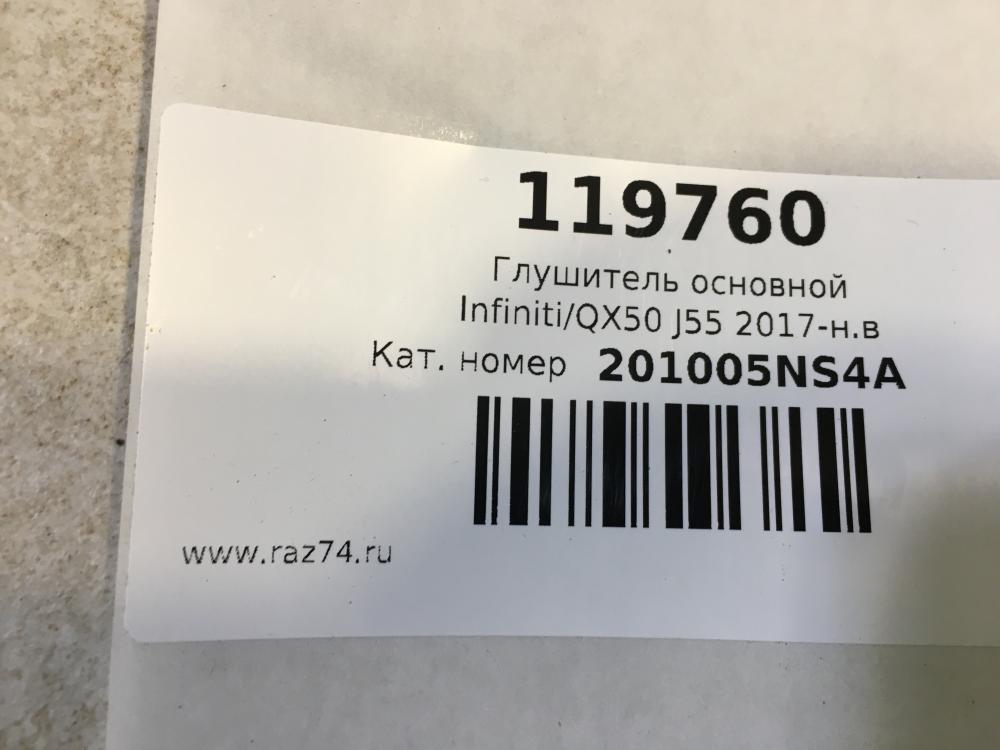 119760
Глушитель основной
Infiniti/QX50 J55 2017-н.в
Кат. номер 201005NS4A
www.raz74.ru